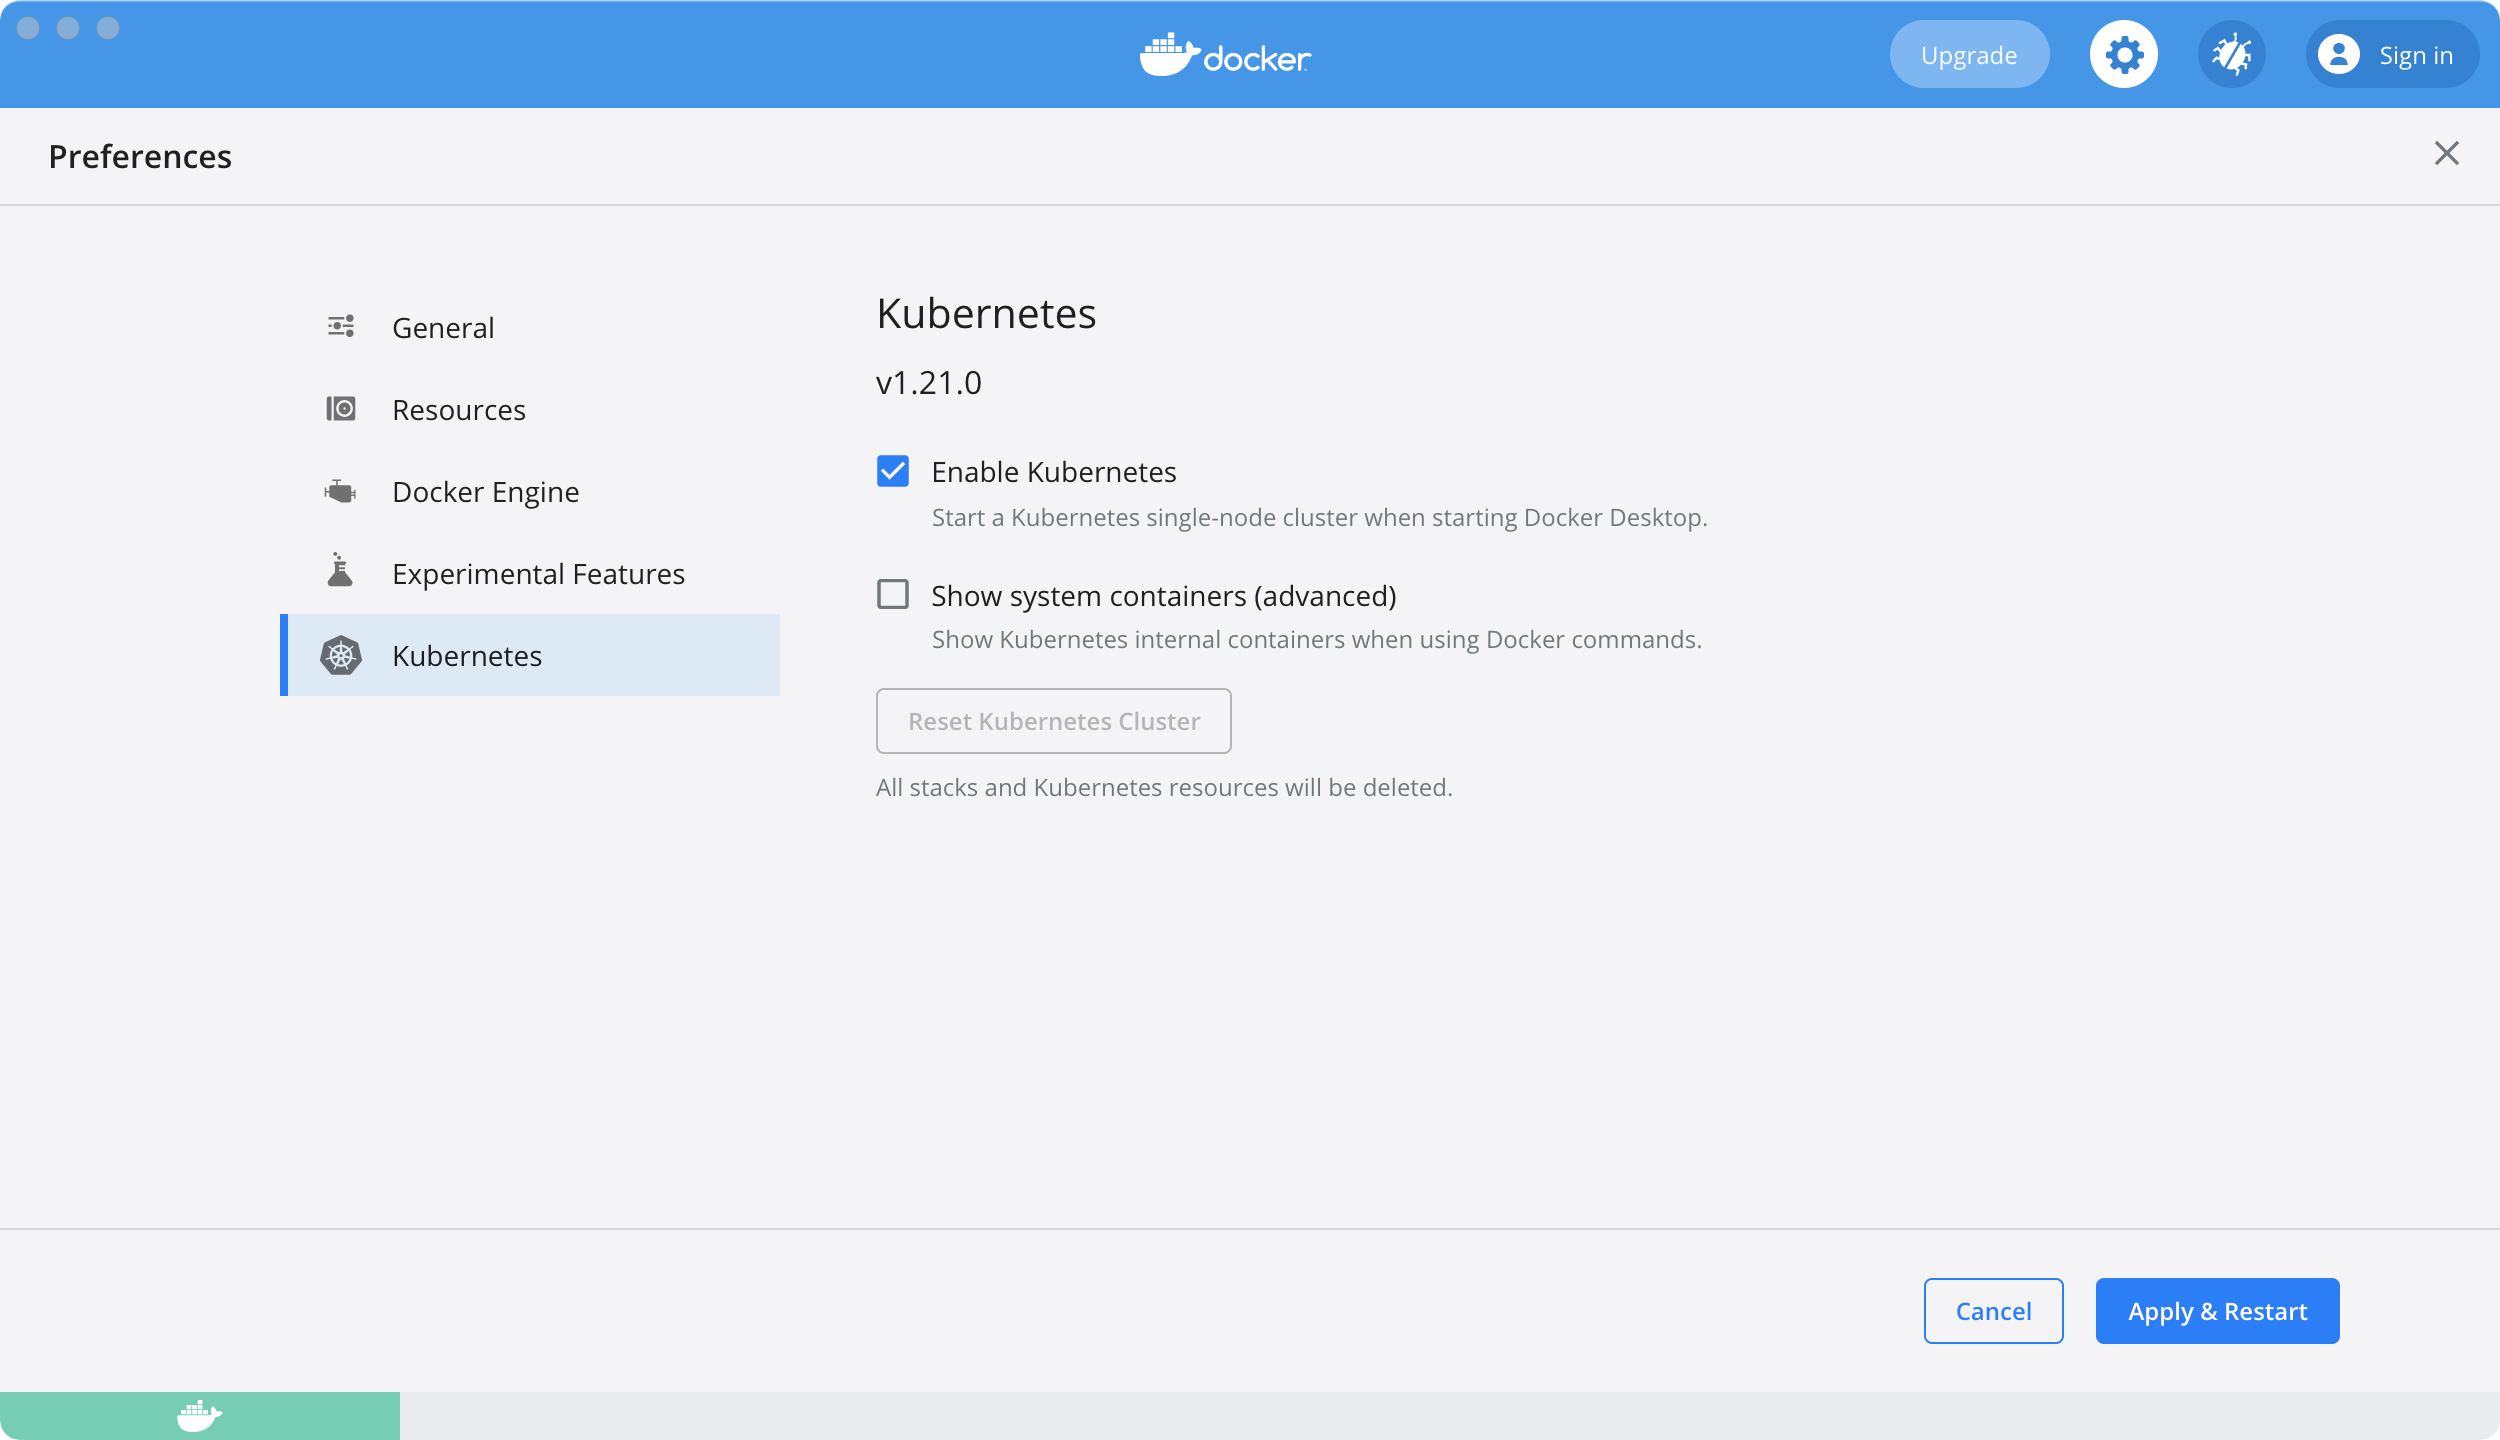 docker
Upgrade
Sign in
Preferences
General
Resources
Docker Engine
Experimental Features
Kubernetes
Kubernetes
v1.21.0
Enable Kubernetes
Start a Kubernetes single-node cluster when starting Docker Desktop.
Show system containers (advanced)
Show Kubernetes internal containers when using Docker commands.
Reset Kubernetes Cluster
All stacks and Kubernetes resources will be deleted.
Cancel
Apply & Restart